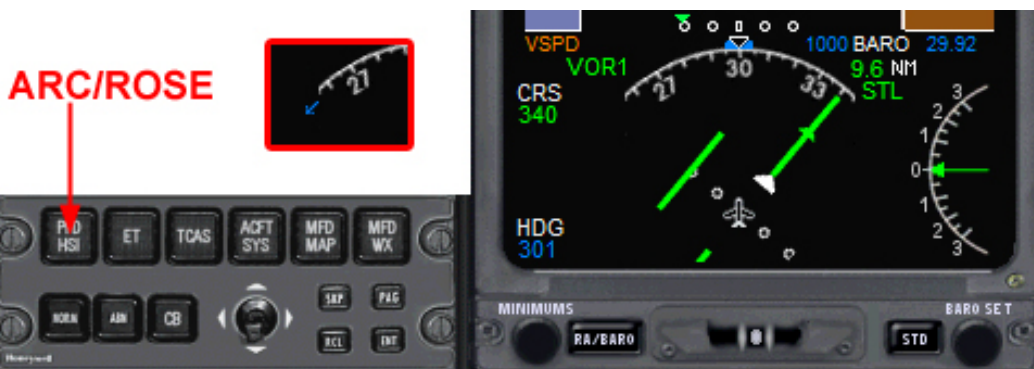 ARC/ROSE
27
PFD HSI
ET
TCAS
ACFT SYS
MFD MAP
MFD WX
NORM
ABN
CB
SKP
PAG
RCL
ENT
Honeywell
VSPD
1000 BARO 29.92
VOR1
9.6 NM
STL
27 30 33
CRS
340
HDG
301
3
2
1
0
1
2
3
MINIMUMS
BARO SET
RA/BARO
STD